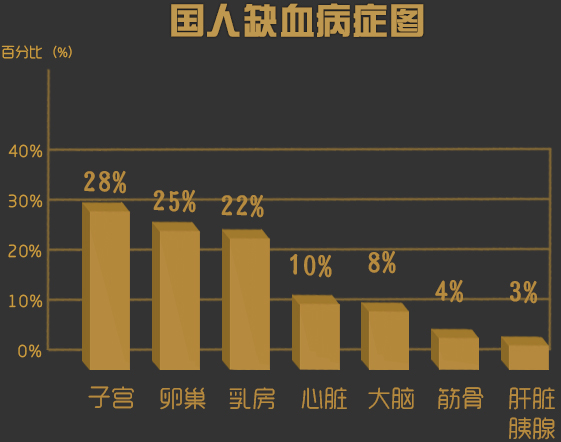 国人缺血病症图
百分比 (%)
40%
30%
20%
10%
0%
28%
25%
22%
10%
8%
4%
3%
子宫
卵巢
乳房
心脏
大脑
筋骨
肝脏
胰腺